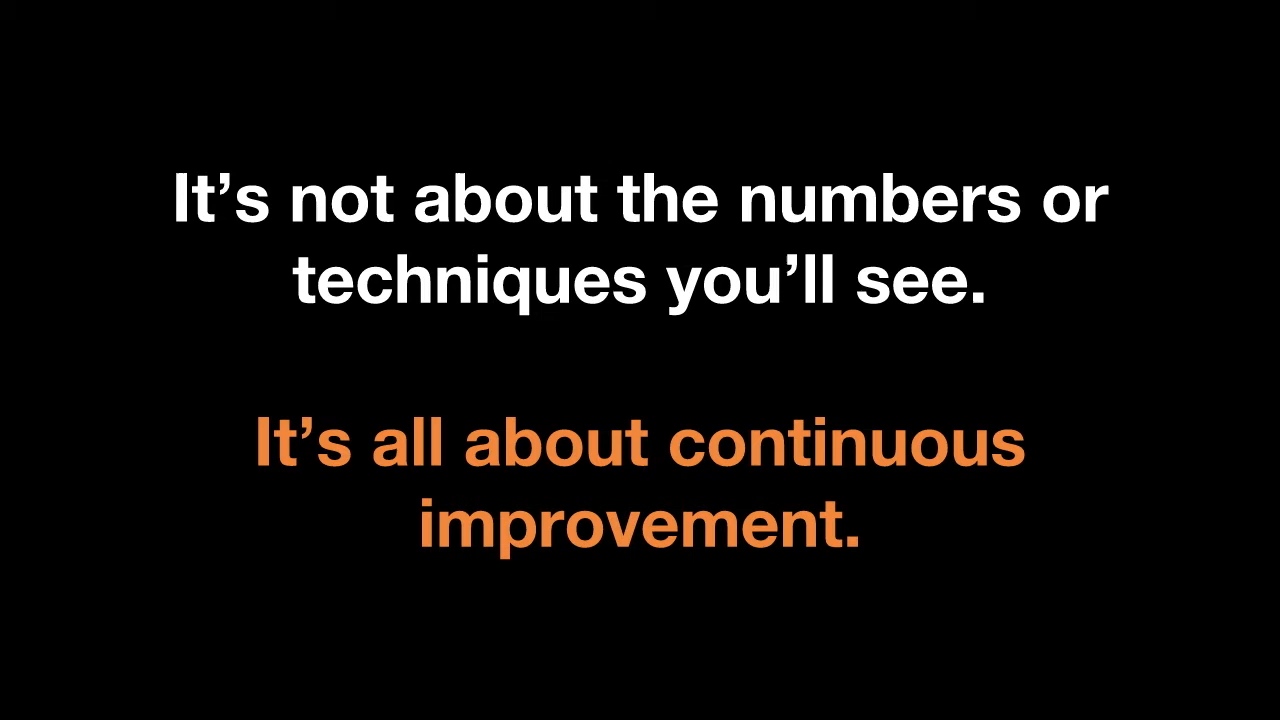 It’s not about the numbers or
techniques you’ll see.
It’s all about continuous
improvement.